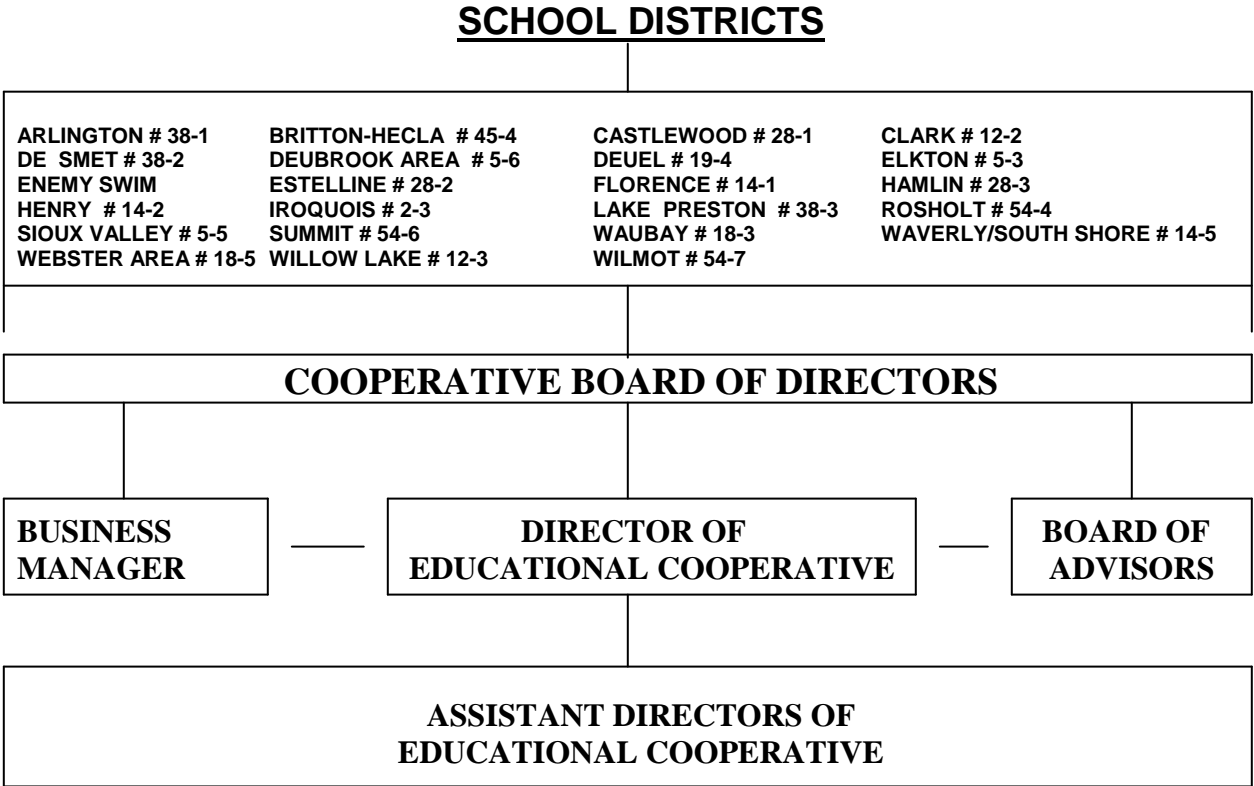 SCHOOL DISTRICTS
ARLINGTON # 38-1 BRITTON-HECLA # 45-4 CASTLEWOOD # 28-1 CLARK # 12-2
DE SMET # 38-2 DEUBROOK AREA # 5-6 DEUEL # 19-4 ELKTON # 5-3
ENEMY SWIM ESTELLINE # 28-2 FLORENCE # 14-1 HAMLIN # 28-3
HENRY # 14-2 IROQUOIS # 2-3 LAKE PRESTON # 38-3 ROSHOLT # 54-4
SIOUX VALLEY # 5-5 SUMMIT # 54-6 WAUBAY # 18-3 WAVERLY/SOUTH SHORE # 14-5
WEBSTER AREA # 18-5 WILLOW LAKE # 12-3 WILMOT # 54-7
COOPERATIVE BOARD OF DIRECTORS
BUSINESS
MANAGER
DIRECTOR OF
EDUCATIONAL COOPERATIVE
BOARD OF
ADVISORS
ASSISTANT DIRECTORS OF
EDUCATIONAL COOPERATIVE